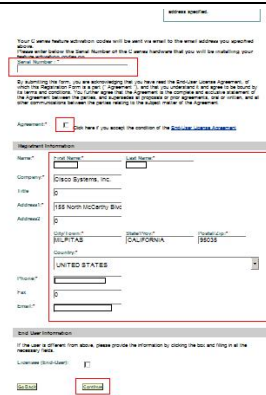 address specified.
Your C series feature activation codes will be sent via email to the email address you specified
above.
Please enter below the Serial Number of the C series hardware that you will be installing your
feature activation codes on.
Serial Number: *
By submitting this form, you are acknowledging that you have read the End-User License Agreement, of
which this Registration Form is a part ("Agreement"), and that you understand it and agree to be bound by
its terms and conditions. You further agree that the Agreement is the complete and exclusive statement of
the Agreement between the parties, and supersedes all proposals or prior agreements, oral or written, and all
other communications between the parties relating to the subject matter of the Agreement.
Agreement:* Click here if you accept the condition of the End-User License Agreement
Registrant Information
Name:* First Name:* Last Name:*
Company:* Cisco Systems, Inc.
Title 0
Address1:* 155 North McCarthy Blvd
Address2 0
City/Town:* State/Prov:* Postal/Zip:*
MILPITAS CALIFORNIA 95035
Country:*
UNITED STATES
Phone:*
Fax 0
Email:*
End User Information
If the user is different from above, please provide the information by clicking the box and filling in all the
necessary fields.
Licensee (End-User):
Go Back Continue